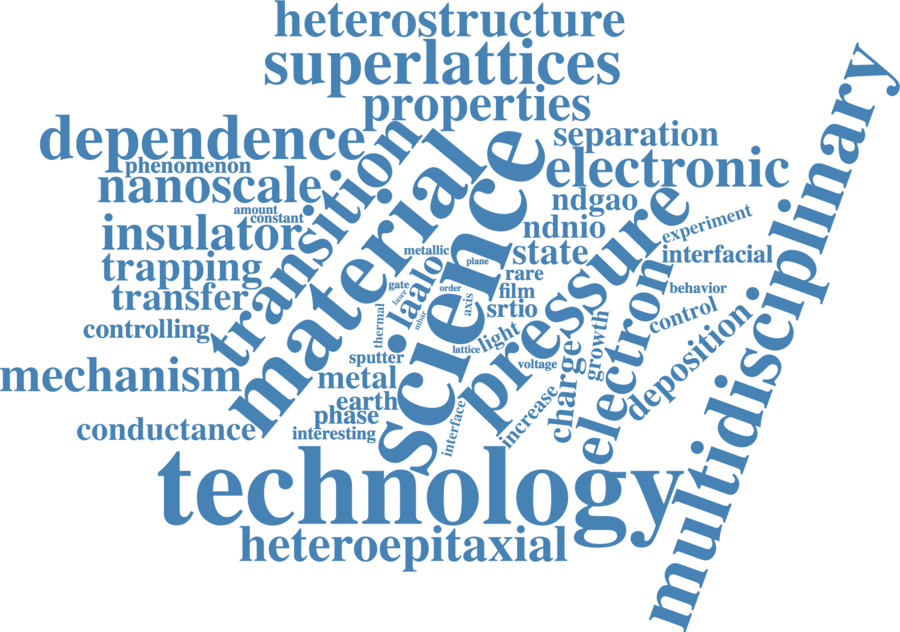 heterostructure
superlattices
properties
dependence
separation
phenomenon
electronic
nanoscale
transition
material
science
multidisciplinary
amount
constant
ndgao
insulator
ndnio
pressure
experiment
metallic
state
interfacial
plane
trapping
laalo
rare
gate
order
film
behavior
transfer
laser
axis
srtio
mbar
thermal
controlling
light
growth
control
electron
deposition
lattice
sputter
voltage
charge
mechanism
metal
earth
phase
increase
interface
conductance
interesting
technology
heteroepitaxial